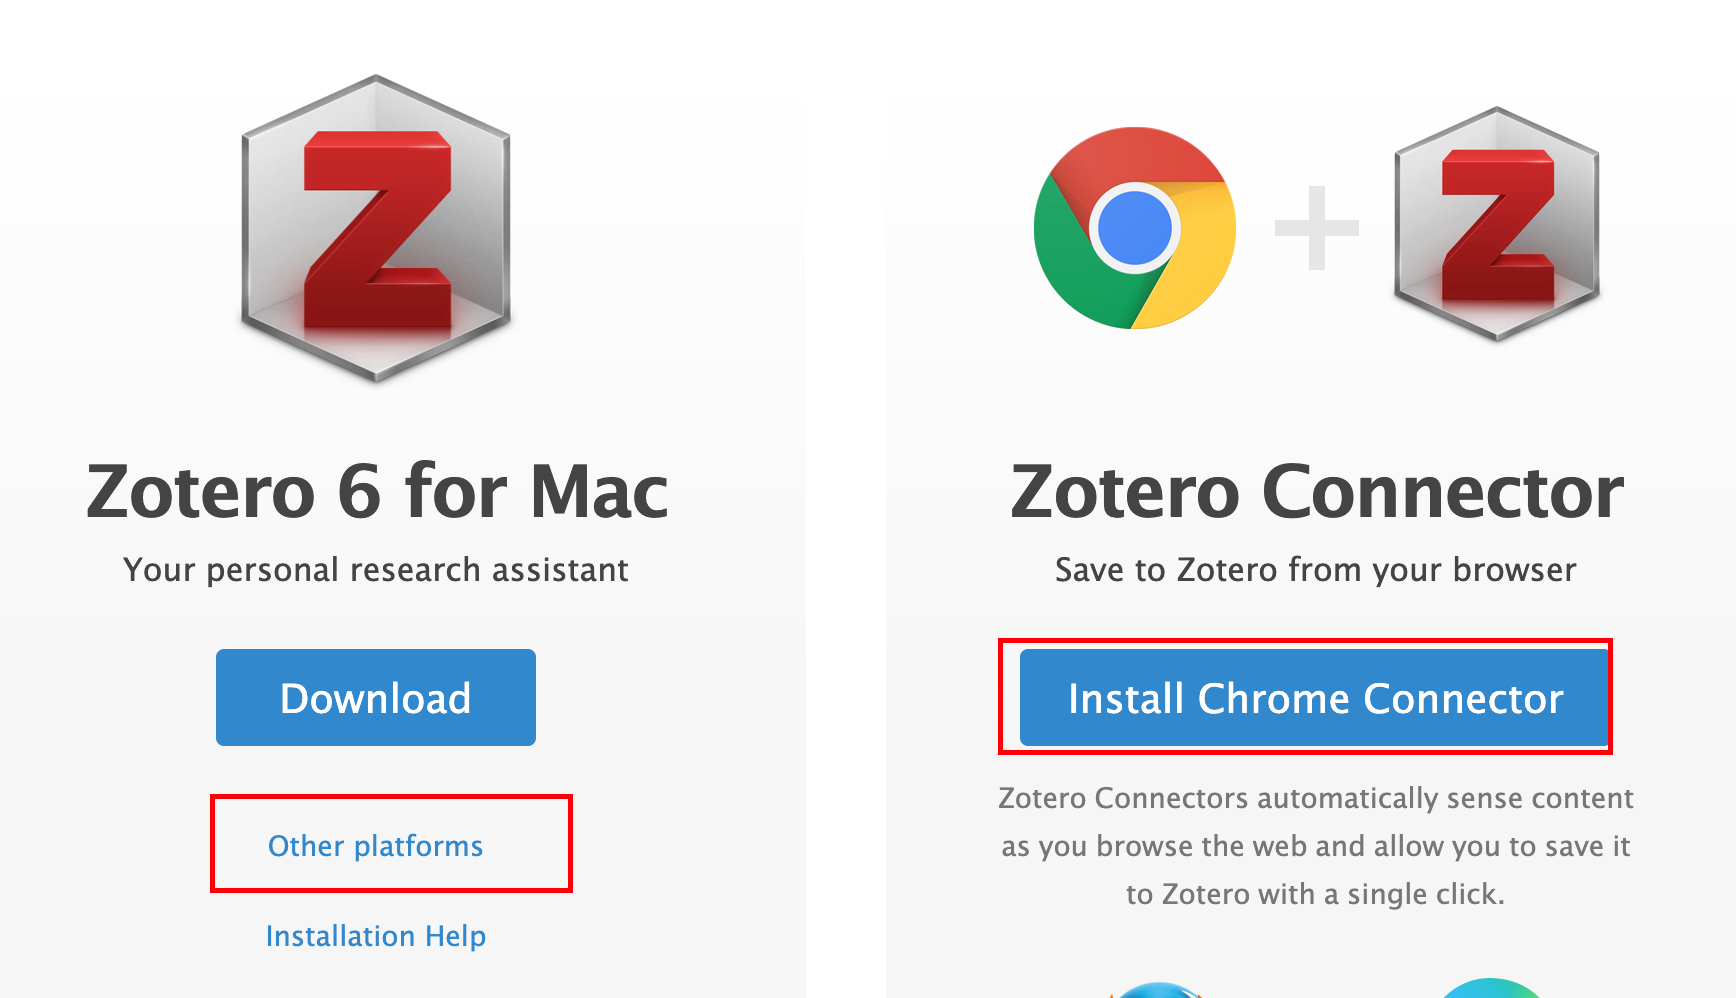 Zotero 6 for Mac
Your personal research assistant
Download
Other platforms
Installation Help
Zotero Connector
Save to Zotero from your browser
Install Chrome Connector
Zotero Connectors automatically sense content
as you browse the web and allow you to save it
to Zotero with a single click.